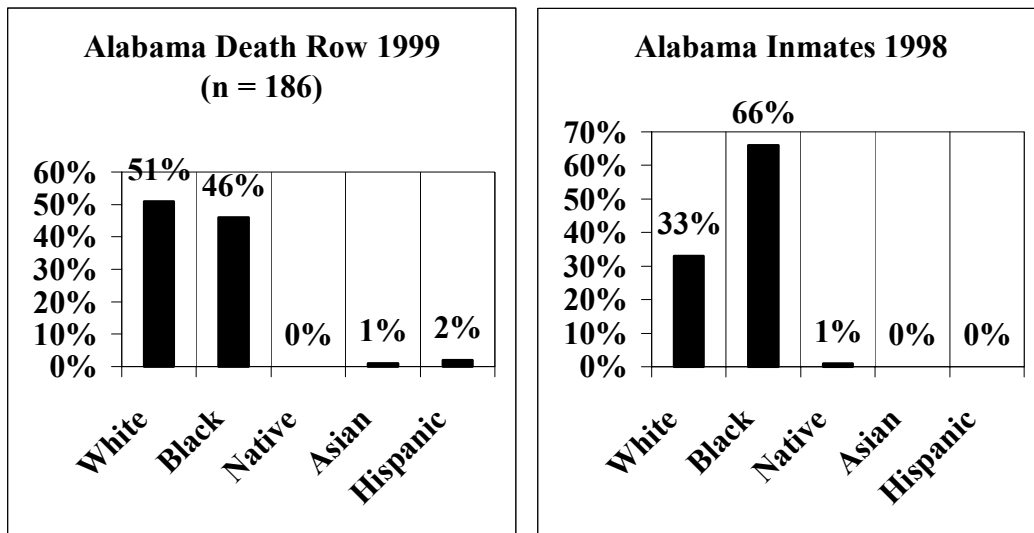 Alabama Death Row 1999
(n = 186)
60%
50%
40%
30%
20%
10%
0%
51%
46%
0%
1%
2%
White
Black
Native
Asian
Hispanic
Alabama Inmates 1998
70%
60%
50%
40%
30%
20%
10%
0%
33%
66%
1%
0%
0%
White
Black
Native
Asian
Hispanic